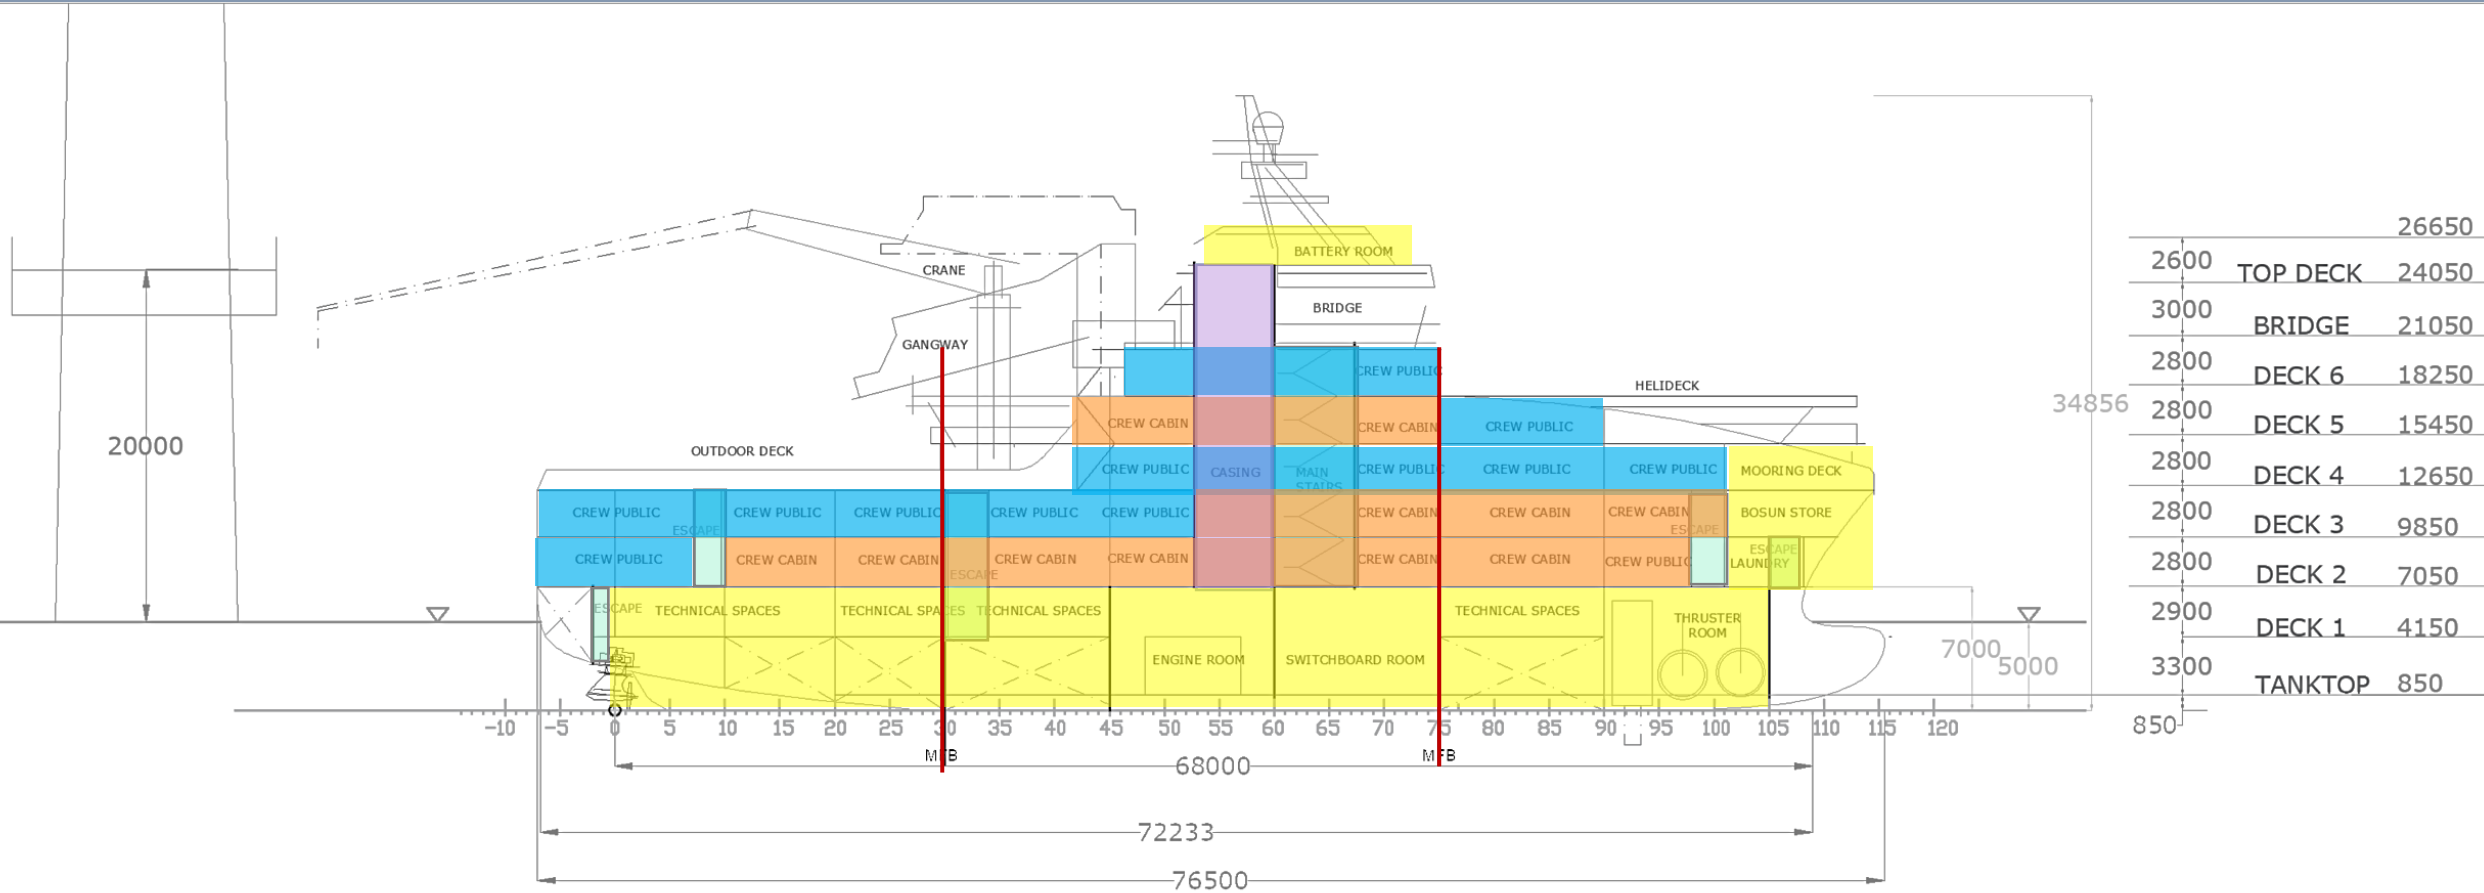 26650
2600
TOP DECK 24050
BATTERY ROOM
CRANE
3000
BRIDGE
BRIDGE 21050
GANGWAY
2800
CREW PUBLIC
DECK 6 18250
HELIDECK
34856
2800
CREW CABIN
CREW CABIN
CREW PUBLIC
DECK 5 15450
20000
OUTDOOR DECK
2800
CREW PUBLIC
CASING
MAIN
STAIRS
CREW PUBLIC
CREW PUBLIC
CREW PUBLIC
MOORING DECK
DECK 4 12650
2800
CREW PUBLIC
ESCAPE
CREW PUBLIC
CREW PUBLIC
CREW PUBLIC
CREW PUBLIC
CREW CABIN
CREW CABIN
CREW CABIN
ESCAPE
BOSUN STORE
DECK 3 9850
2800
CREW PUBLIC
CREW CABIN
CREW CABIN
ESCAPE
CREW CABIN
CREW CABIN
CREW CABIN
CREW CABIN
CREW PUBLIC
ESCAPE
LAUNDRY
DECK 2 7050
2900
ESCAPE
TECHNICAL SPACES
TECHNICAL SPACES
TECHNICAL SPACES
TECHNICAL SPACES
THRUSTER
ROOM
DECK 1 4150
7000
5000
3300
ENGINE ROOM
SWITCHBOARD ROOM
TANKTOP 850
850
-10 -5 0 5 10 15 20 25 30 35 40 45 50 55 60 65 70 75 80 85 90 95 100 105 110 115 120
MFB
MFB
68000
72233
76500